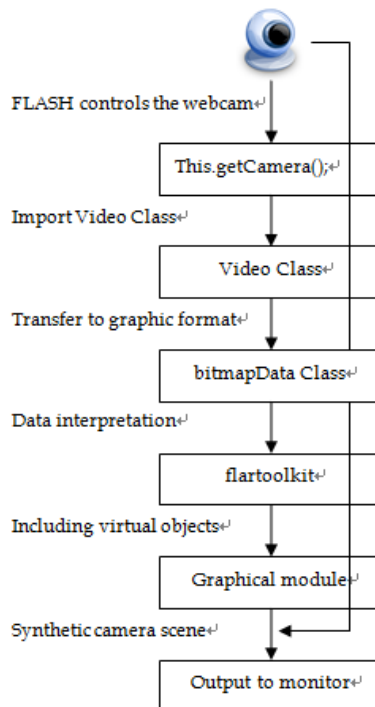 FLASH controls the webcam↵
This.getCamera();↵
Import Video Class↵
Video Class↵
Transfer to graphic format↵
bitmapData Class↵
Data interpretation↵
flartoolkit↵
Including virtual objects↵
Graphical module↵
Synthetic camera scene↵
Output to monitor↵